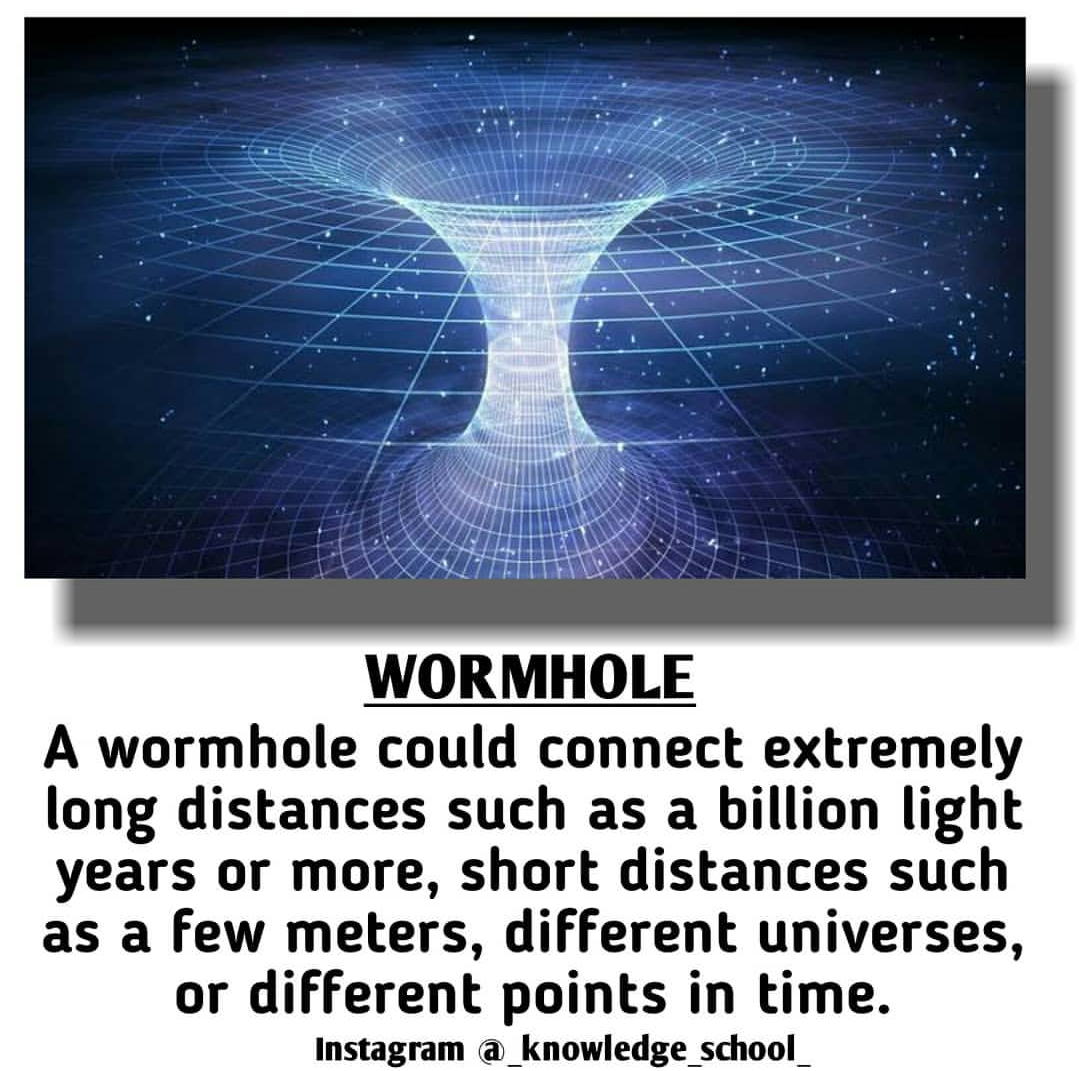 WORMHOLE
A wormhole could connect extremely
long distances such as a billion light
years or more, short distances such
as a few meters, different universes,
or different points in time.
Instagram @_knowledge_school_